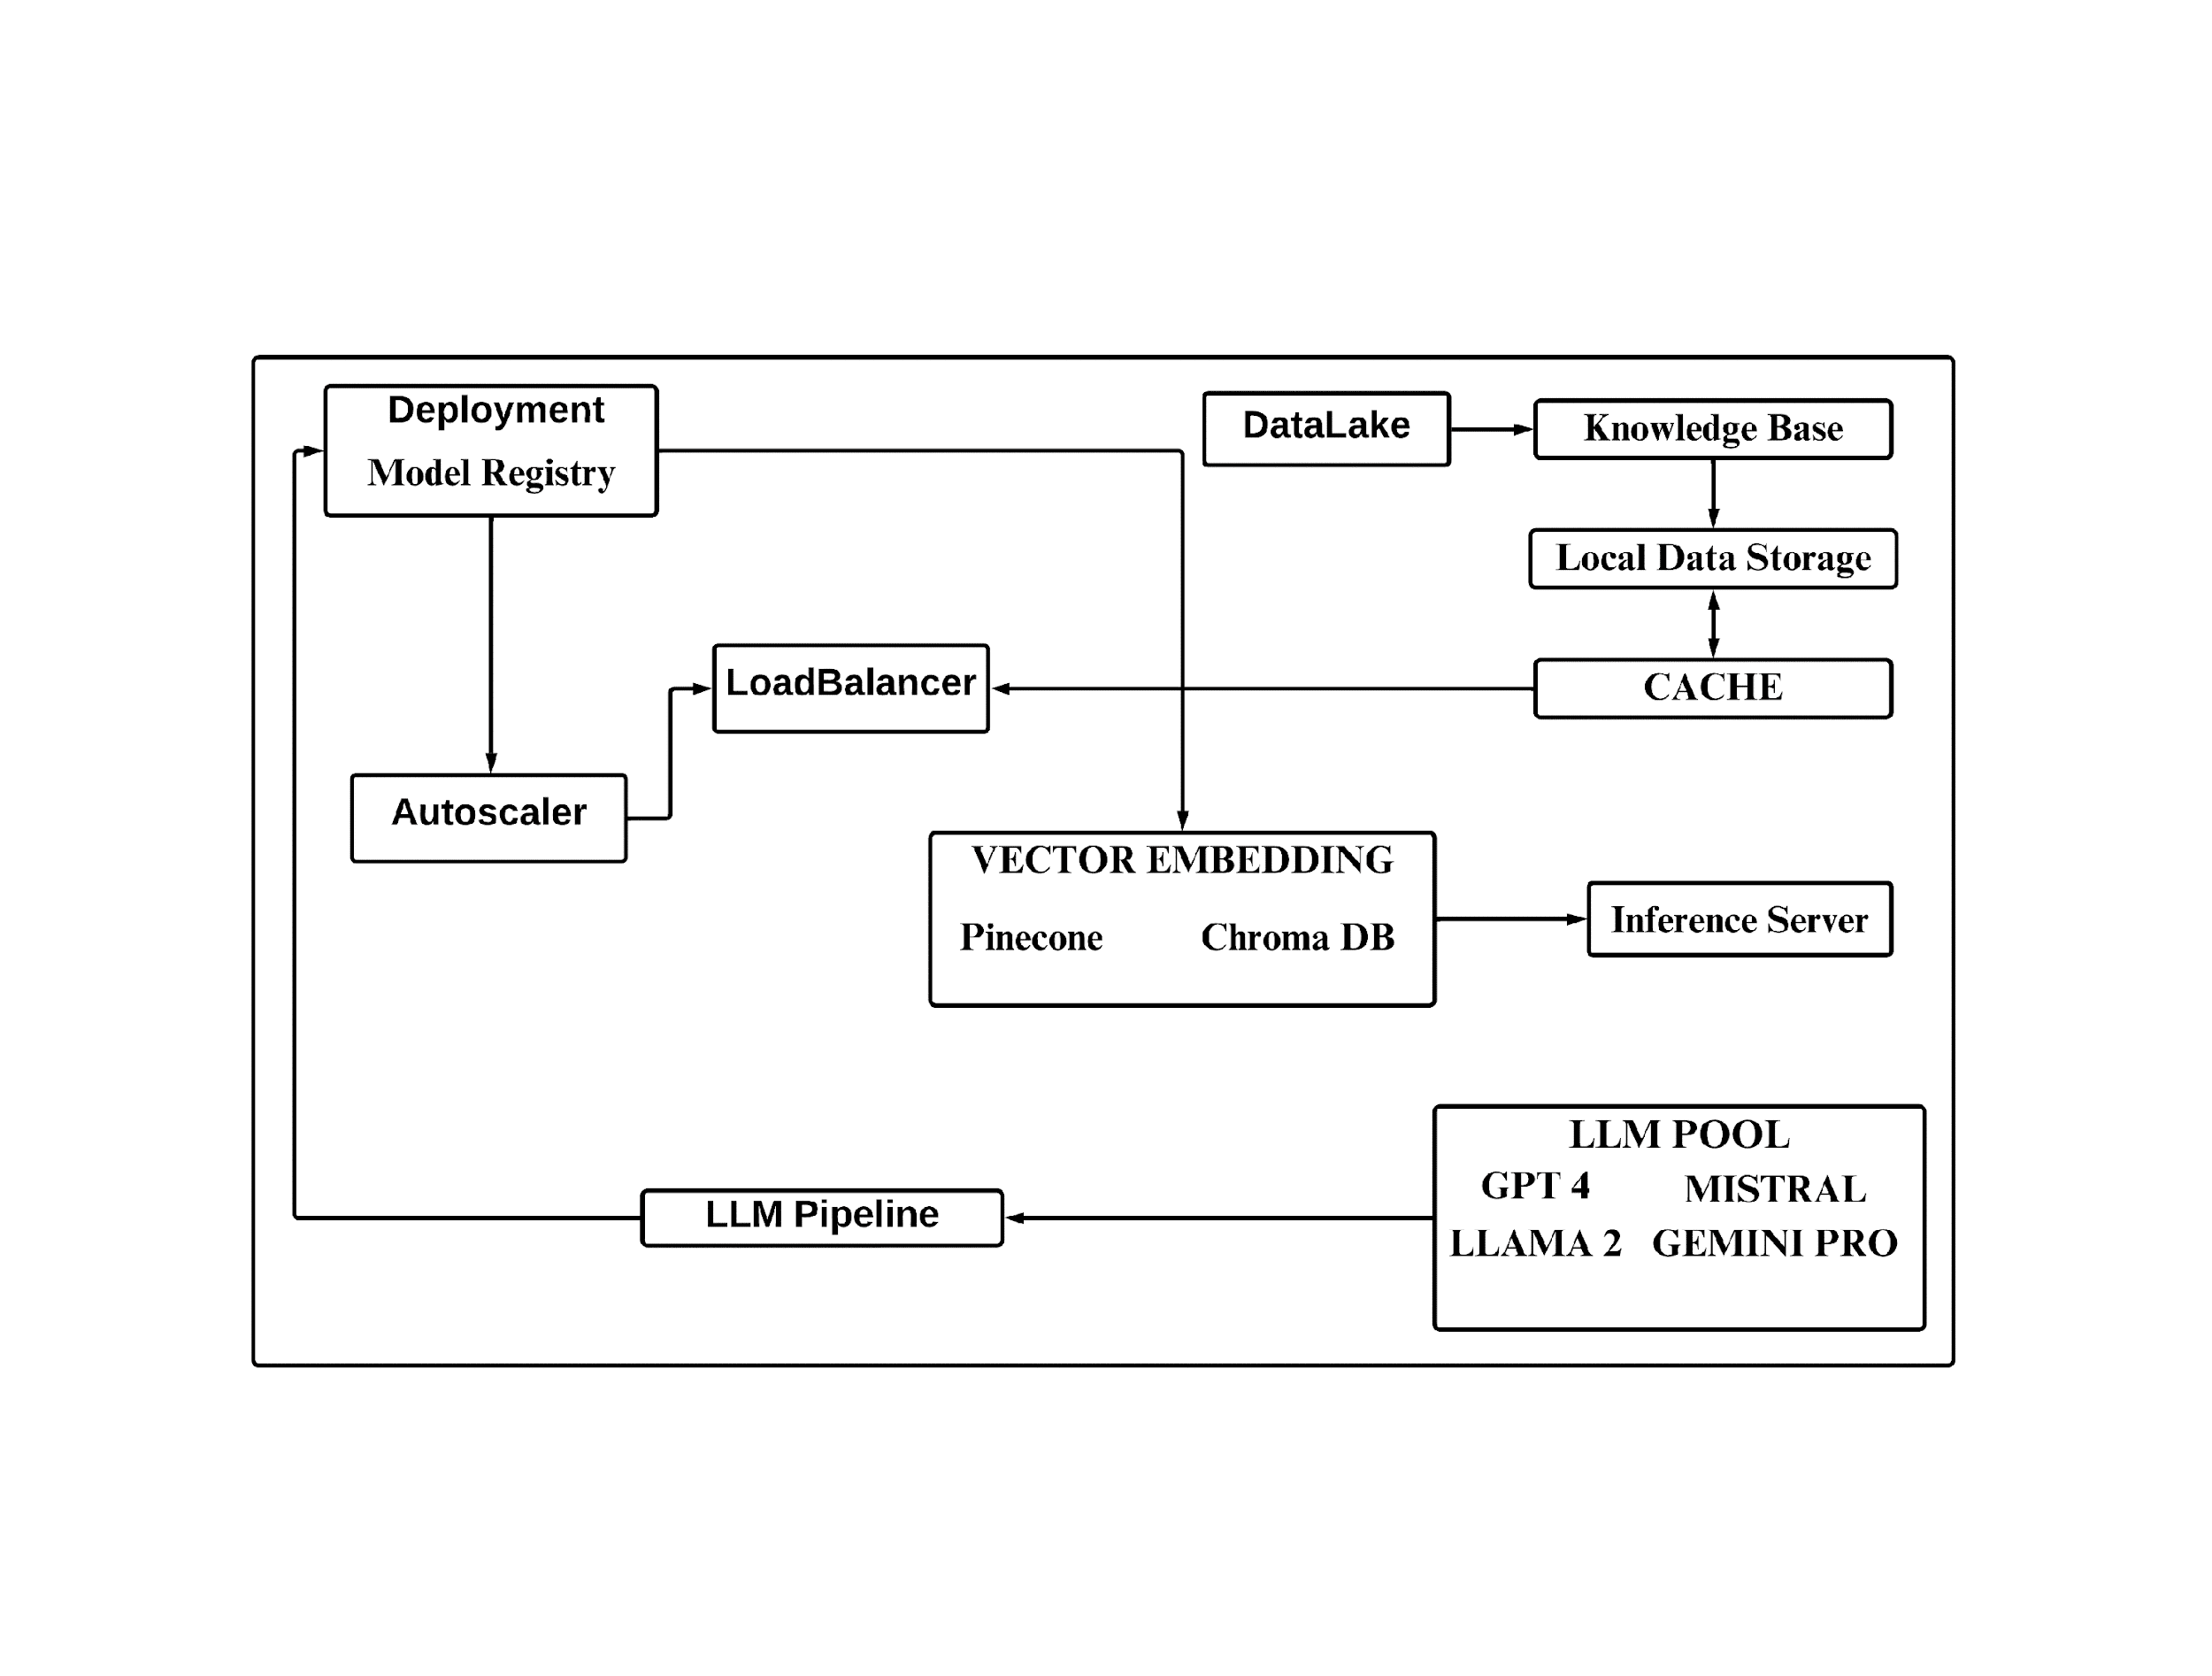 Deployment
Model Registry
DataLake
Knowledge Base
Local Data Storage
LoadBalancer
CACHE
Autoscaler
VECTOR EMBEDDING
Pinecone Chroma DB
Inference Server
LLM POOL
GPT 4 MISTRAL
LLM Pipeline
LLAMA 2 GEMINI PRO